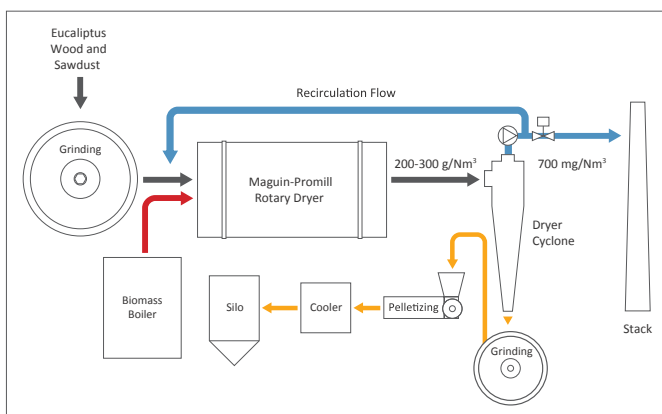 Eucaliptus
Wood and
Sawdust
Recirculation Flow
Grinding
Maguin-Promill
Rotary Dryer
200-300 g/Nm³
700 mg/Nm³
Dryer
Cyclone
Biomass
Boiler
Silo
Cooler
Pelletizing
Grinding
Stack